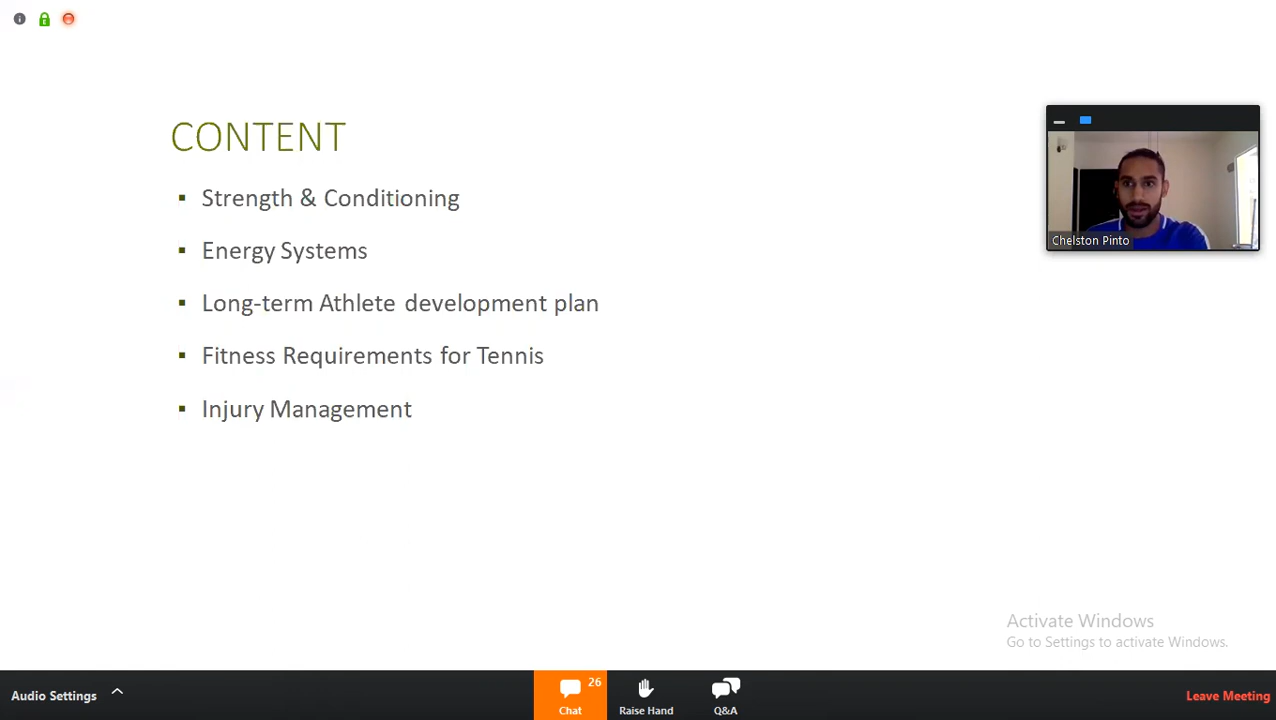 CONTENT
Strength & Conditioning
Energy Systems
Long-term Athlete development plan
Fitness Requirements for Tennis
Injury Management
Chelston Pinto
Activate Windows
Go to Settings to activate Windows.
Audio Settings
26
Chat
Raise Hand
Q&A
Leave Meeting